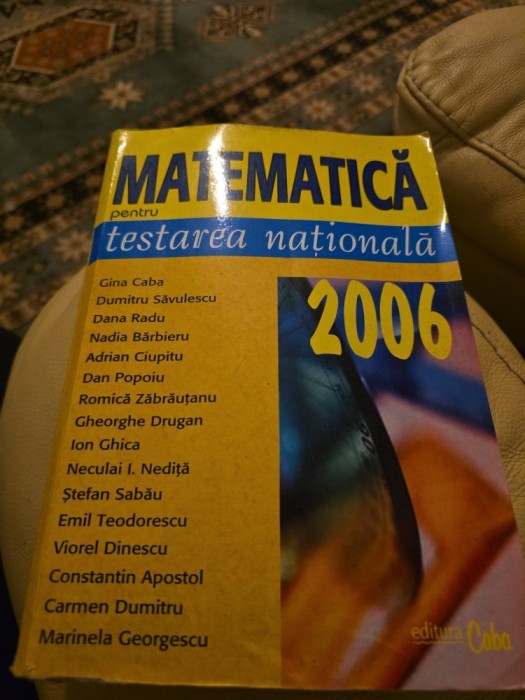 MATEMATICĂ
pentru
testarea națională
2006
Gina Caba
Dumitru Săvulescu
Dana Radu
Nadia Bărbieru
Adrian Ciupitu
Dan Popoiu
Romică Zăbrăuțanu
Gheorghe Drugan
Ion Ghica
Neculai I. Nediță
Ștefan Sabău
Emil Teodorescu
Viorel Dinescu
Constantin Apostol
Carmen Dumitru
Marinela Georgescu
editura Caba